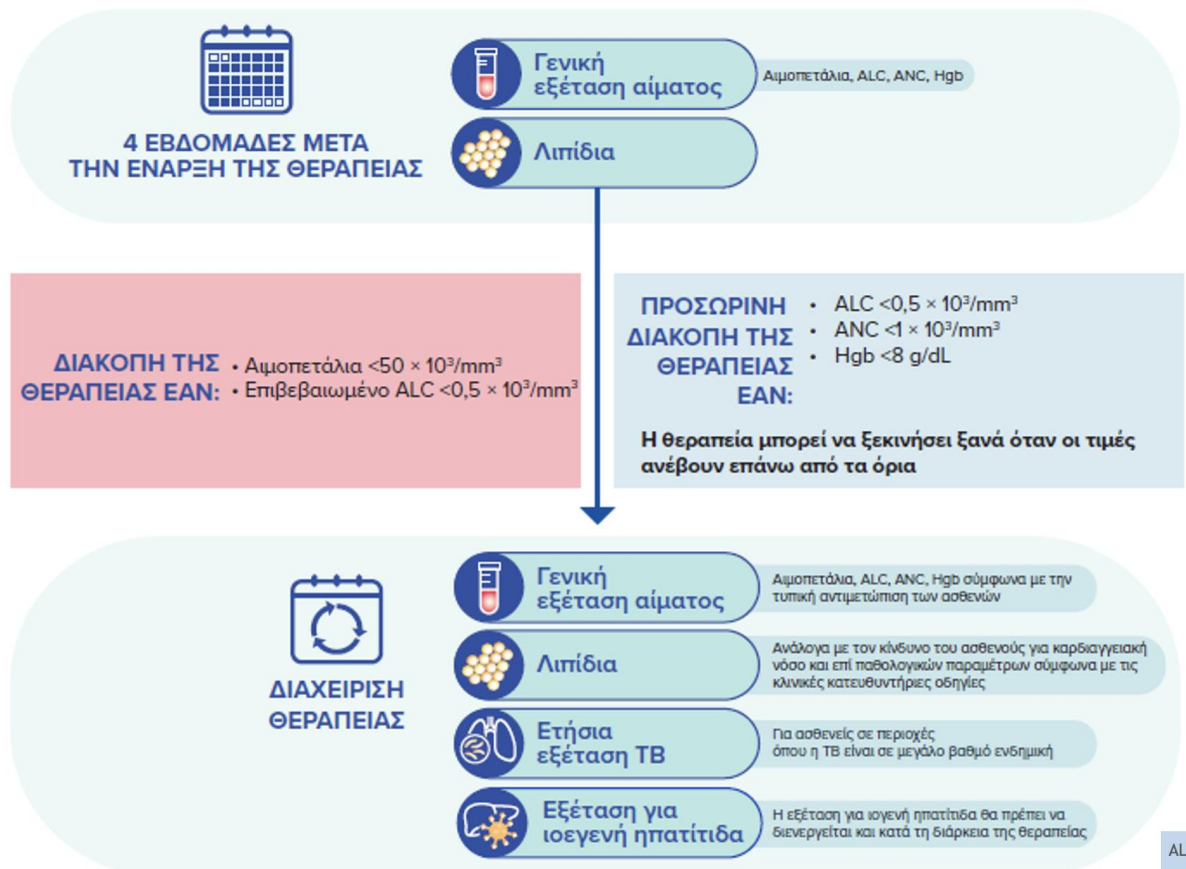 4 ΕΒΔΟΜΑΔΕΣ ΜΕΤΑ
ΤΗΝ ΕΝΑΡΞΗ ΤΗΣ ΘΕΡΑΠΕΙΑΣ
Γενική
εξέταση αίματος
Αιμοπετάλια, ALC, ANC, Hgb
Λιπίδια
ΔΙΑΚΟΠΗ ΤΗΣ
ΘΕΡΑΠΕΙΑΣ ΕΑΝ:
• Αιμοπετάλια <50 × 10³/mm³
• Επιβεβαιωμένο ALC <0,5 × 10³/mm³
ΠΡΟΣΩΡΙΝΗ
ΔΙΑΚΟΠΗ ΤΗΣ
ΘΕΡΑΠΕΙΑΣ
ΕΑΝ:
• ALC <0,5 × 10³/mm³
• ANC <1 × 10³/mm³
• Hgb <8 g/dL
Η θεραπεία μπορεί να ξεκινήσει ξανά όταν οι τιμές
ανέβουν επάνω από τα όρια
ΔΙΑΧΕΙΡΙΣΗ
ΘΕΡΑΠΕΙΑΣ
Γενική
εξέταση αίματος
Αιμοπετάλια, ALC, ANC, Hgb σύμφωνα με την
τυπική αντιμετώπιση των ασθενών
Λιπίδια
Ανάλογα με τον κίνδυνο του ασθενούς για καρδιαγγειακή
νόσο και επί παθολογικών παραμέτρων σύμφωνα με τις
κλινικές κατευθυντήριες οδηγίες
Ετήσια
εξέταση TB
Για ασθενείς σε περιοχές
όπου η TB είναι σε μεγάλο βαθμό ενδημική
Εξέταση για
ιοεγενή ηπατίτιδα
Η εξέταση για ιογενή ηπατίτιδα θα πρέπει να
διενεργείται και κατά τη διάρκεια της θεραπείας
AL